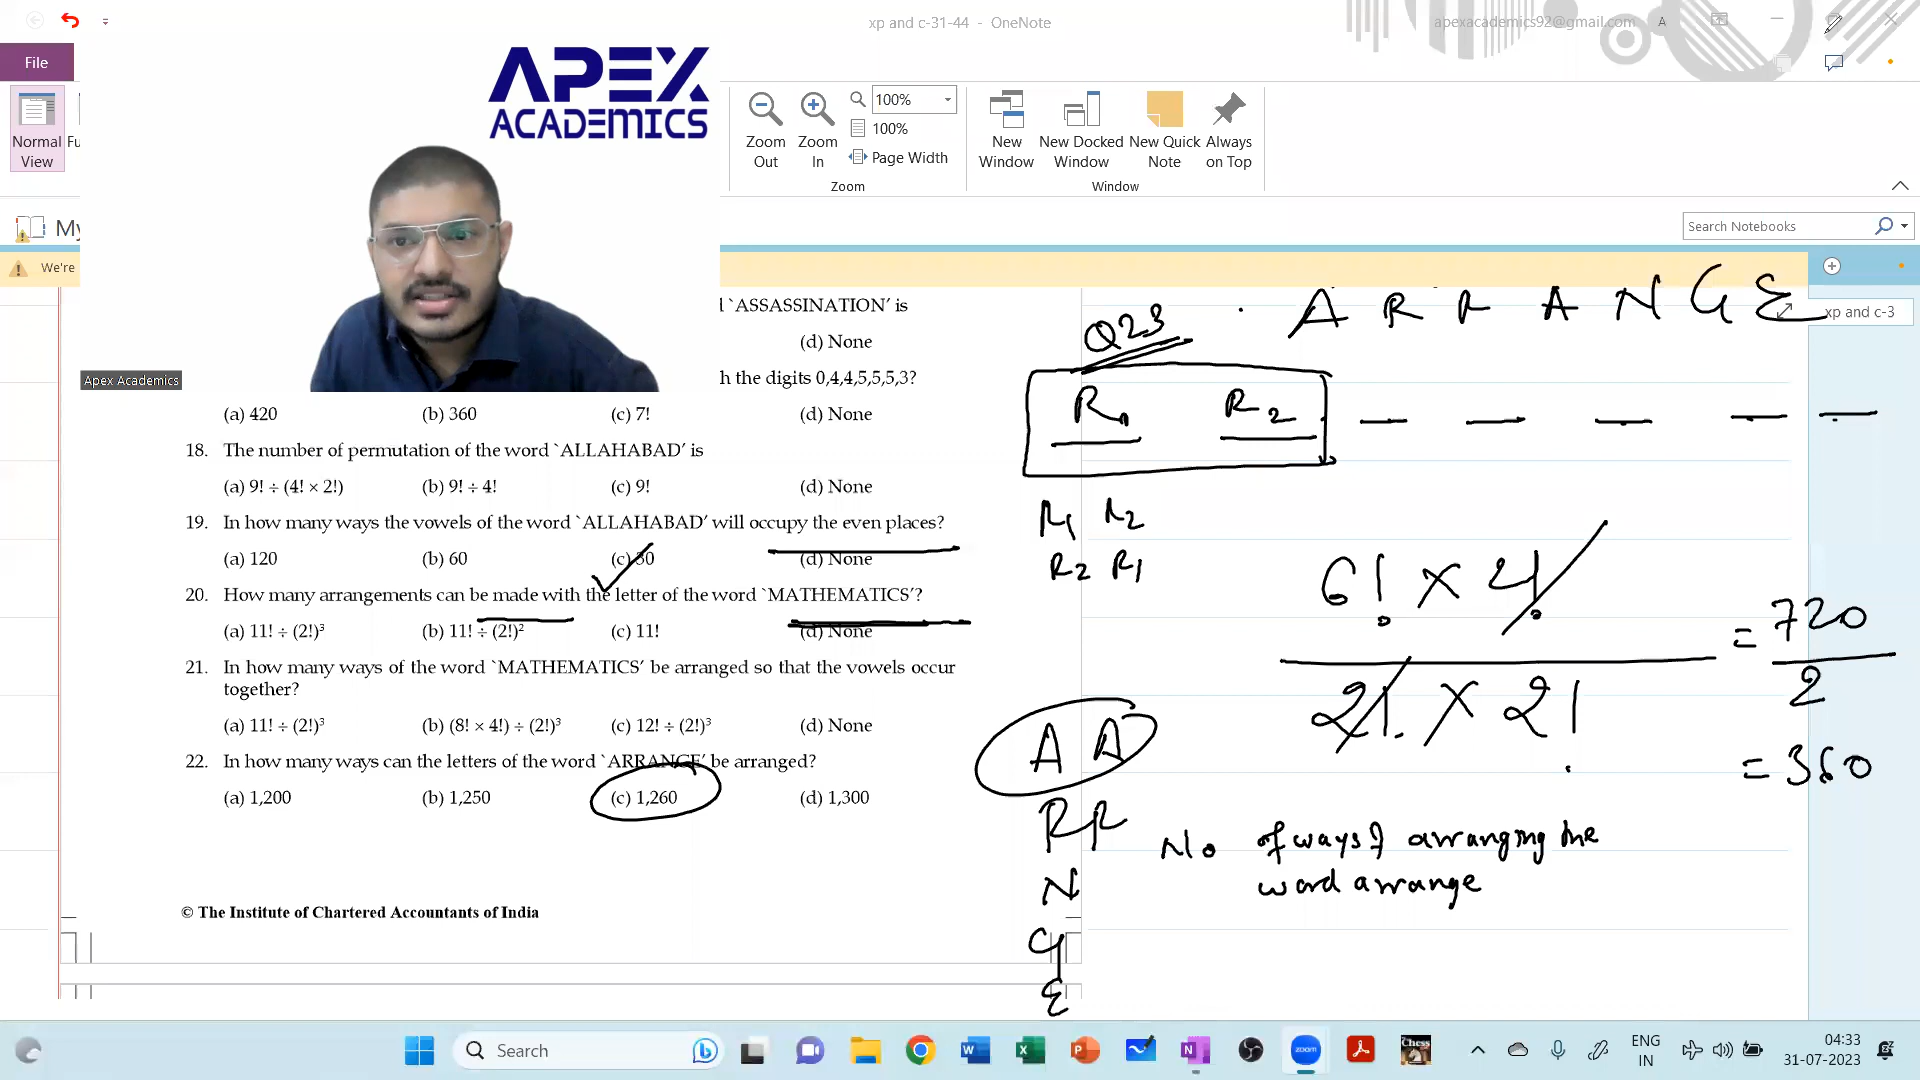 xp and c-31-44 - OneNote
apexacademics92@gmail.com A
File
APEX
ACADEMICS
Normal
View
Fu
Zoom
Out
Zoom
In
100%
100%
Page Width
Zoom
New
Window
New Docked
Window
New Quick
Note
Always
on Top
Window
My
Search Notebooks
We're
xp and c-3
Apex Academics
`ASSASSINATION' is
(d) None
h the digits 0,4,4,5,5,5,3?
(a) 420 (b) 360 (c) 7! (d) None
18. The number of permutation of the word `ALLAHABAD' is
(a) 9! ÷ (4! × 2!) (b) 9! ÷ 4! (c) 9! (d) None
19. In how many ways the vowels of the word `ALLAHABAD' will occupy the even places?
(a) 120 (b) 60 (c) 30 (d) None
20. How many arrangements can be made with the letter of the word `MATHEMATICS'?
(a) 11! ÷ (2!)³ (b) 11! ÷ (2!)² (c) 11! (d) None
21. In how many ways of the word `MATHEMATICS' be arranged so that the vowels occur
together?
(a) 11! ÷ (2!)³ (b) (8! × 4!) ÷ (2!)³ (c) 12! ÷ (2!)³ (d) None
22. In how many ways can the letters of the word `ARRANGE' be arranged?
(a) 1,200 (b) 1,250 (c) 1,260 (d) 1,300
© The Institute of Chartered Accountants of India
A R R A N G E
Q23
R1 R2
R1 R2
R2 R1
6! × 2!
2! × 2!
= 720
2
= 360
A A
R R
N
G
E
No of ways of arranging the
word arrange
Search
ENG
IN
04:33
31-07-2023